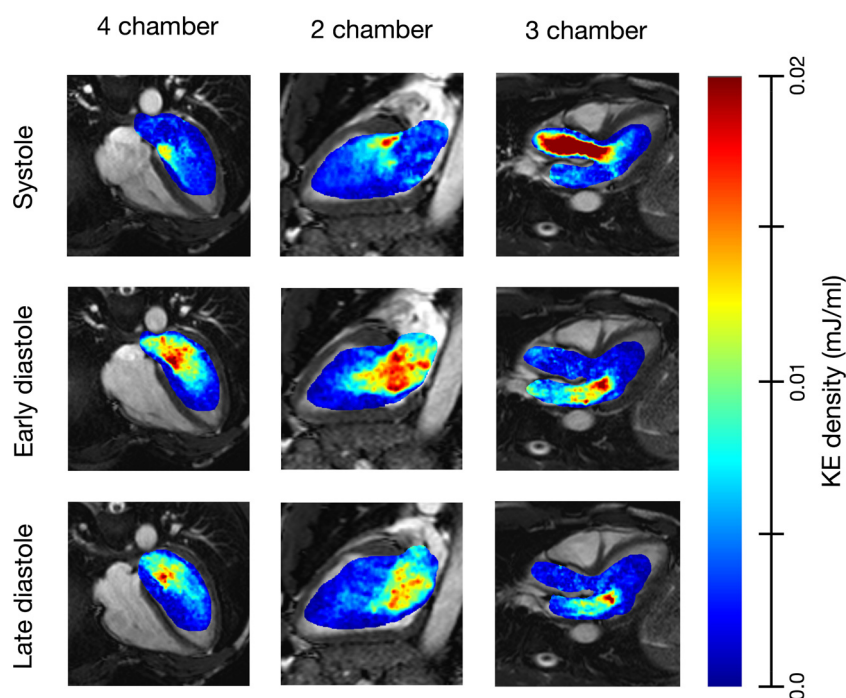 4 chamber
2 chamber
3 chamber
Systole
Early diastole
Late diastole
0.02
0.01
0.0
KE density (mJ/ml)